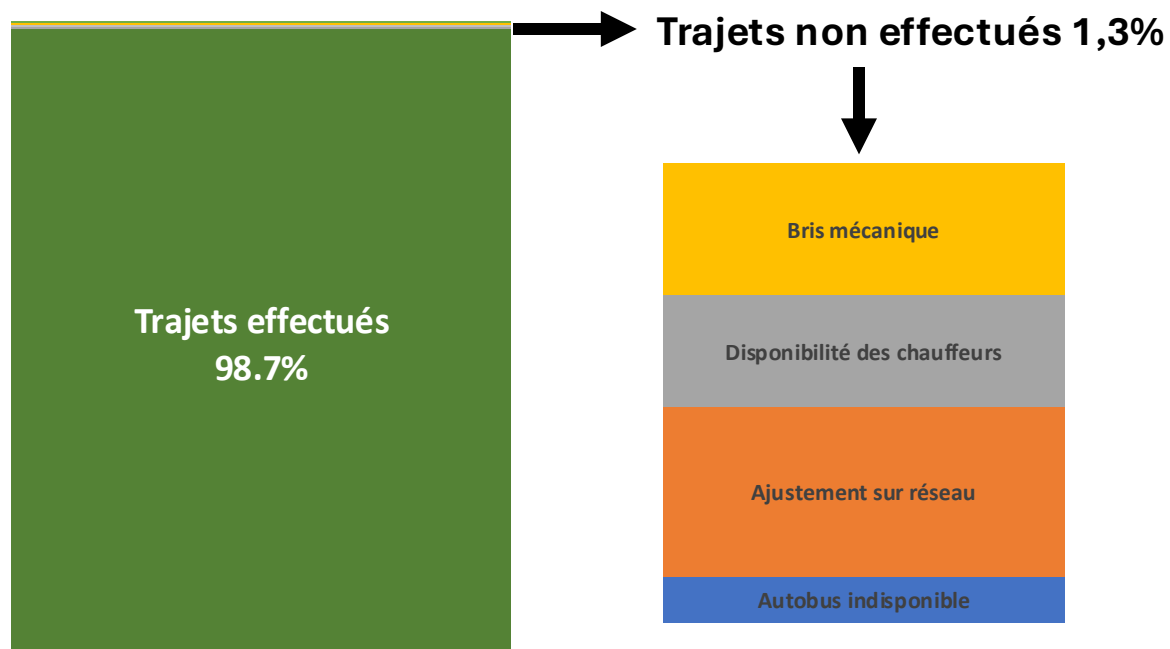 Trajets non effectués 1,3%
Trajets effectués
98.7%
Bris mécanique
Disponibilité des chauffeurs
Ajustement sur réseau
Autobus indisponible